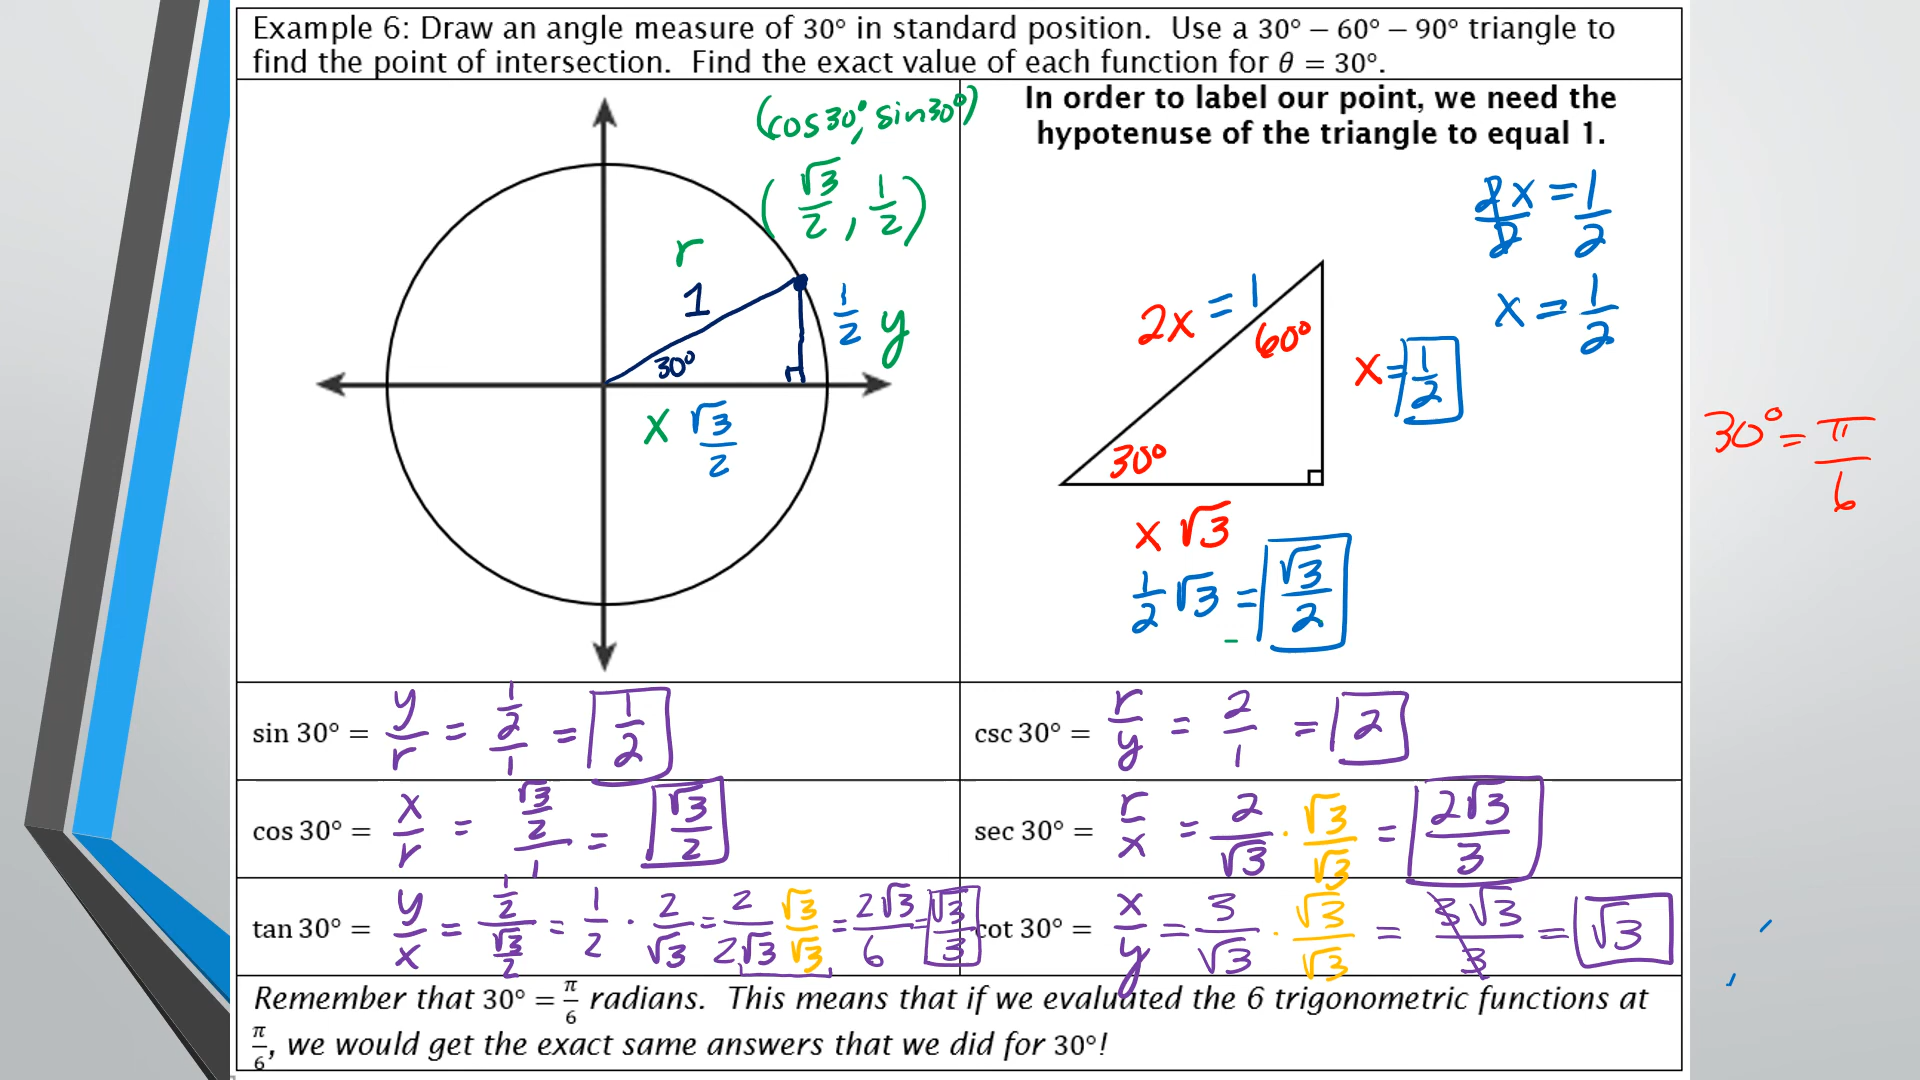 Example 6: Draw an angle measure of 30° in standard position.  Use a 30° – 60° – 90° triangle to
find the point of intersection.  Find the exact value of each function for θ = 30°.
(cos30°, sin30°)
(√3/2, 1/2)
r
1
30°
1/2 y
x √3/2
In order to label our point, we need the
hypotenuse of the triangle to equal 1.
2x/2 = 1/2
x = 1/2
2x = 1
60°
x = 1/2
30°
x √3
1/2 √3 = √3/2
30° = π/6
sin 30° = y/r = 1/2/1 = 1/2
csc 30° = r/y = 2/1 = 2
cos 30° = x/r = √3/2/1 = √3/2
sec 30° = r/x = 2/√3 · √3/√3 = 2√3/3
tan 30° = y/x = 1/2/√3/2 = 1/2 · 2/√3 = 2/2√3 √3/√3 = 2√3/6 = √3/3
cot 30° = x/y = 3/√3 · √3/√3 = 3√3/3 = √3
Remember that 30° = π/6 radians.  This means that if we evaluated the 6 trigonometric functions at
π/6, we would get the exact same answers that we did for 30°!